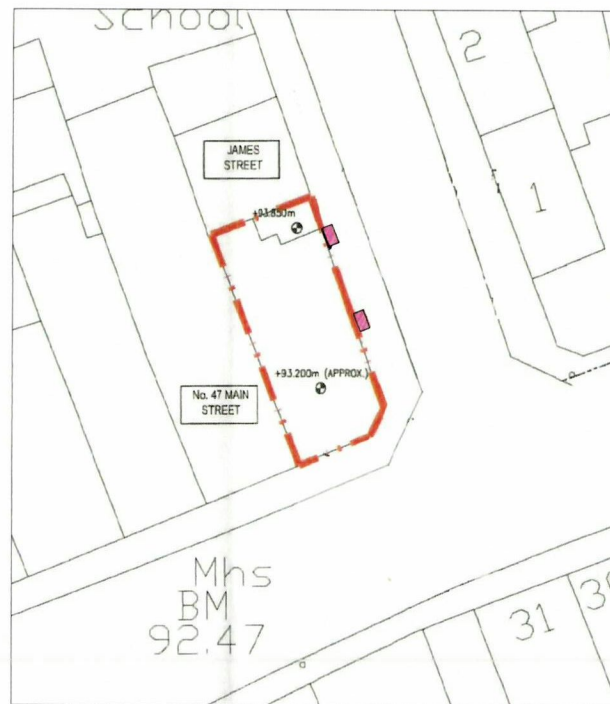 School
2
JAMES
STREET
+93.850m
1
+93.200m (APPROX.)
No. 47 MAIN
STREET
Mhs
BM
92.47
31